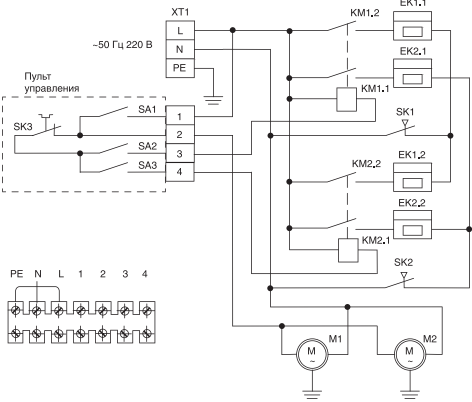 XT1
KM1.2
EK1.1
L
~50 Гц 220 В
N
PE
EK2.1
Пульт
управления
KM1.1
SA1
1
SK3
2
SK1
SA2
3
SA3
4
KM2.2
EK1.2
EK2.2
KM2.1
SK2
PE N L 1 2 3 4
M1
M2
M
~
M
~